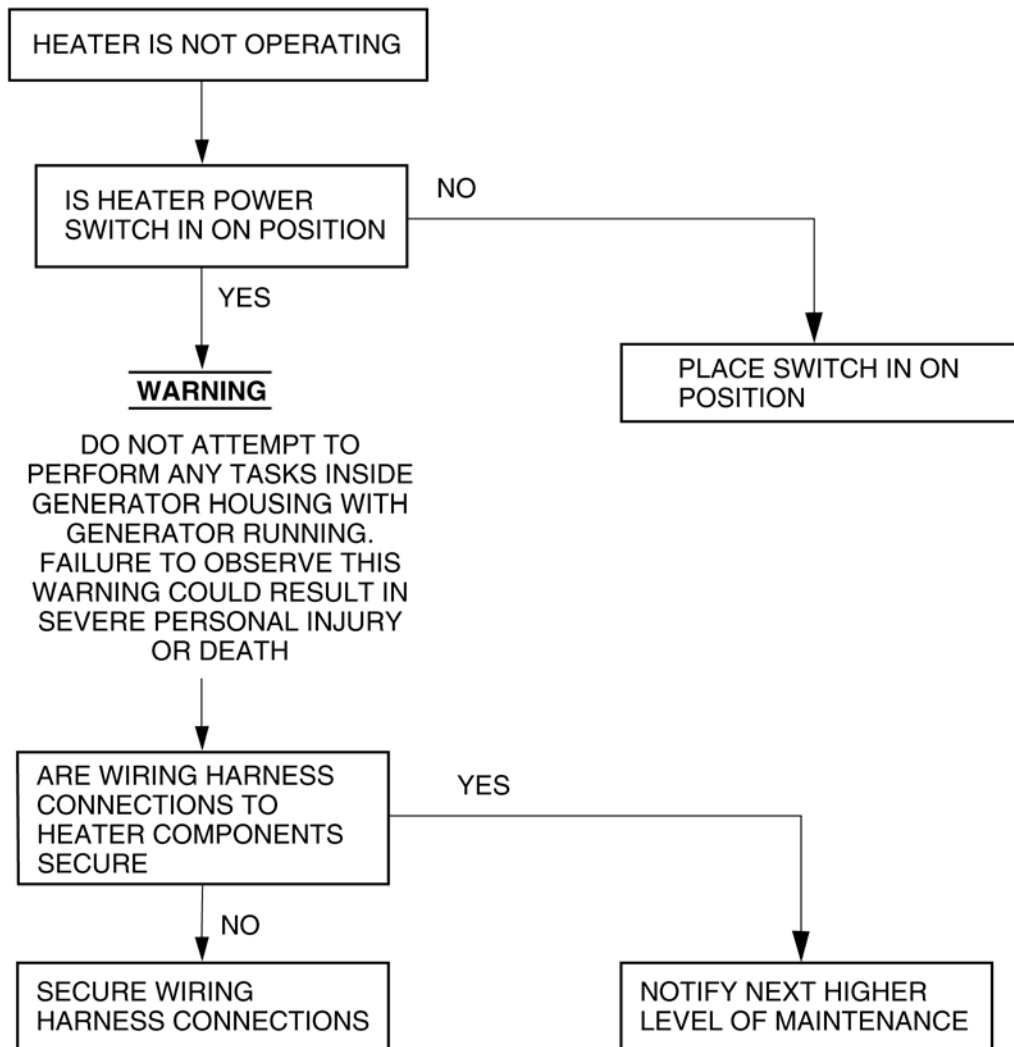 HEATER IS NOT OPERATING
IS HEATER POWER
SWITCH IN ON POSITION
NO
YES
PLACE SWITCH IN ON
POSITION
WARNING
DO NOT ATTEMPT TO
PERFORM ANY TASKS INSIDE
GENERATOR HOUSING WITH
GENERATOR RUNNING.
FAILURE TO OBSERVE THIS
WARNING COULD RESULT IN
SEVERE PERSONAL INJURY
OR DEATH
ARE WIRING HARNESS
CONNECTIONS TO
HEATER COMPONENTS
SECURE
YES
NO
SECURE WIRING
HARNESS CONNECTIONS
NOTIFY NEXT HIGHER
LEVEL OF MAINTENANCE